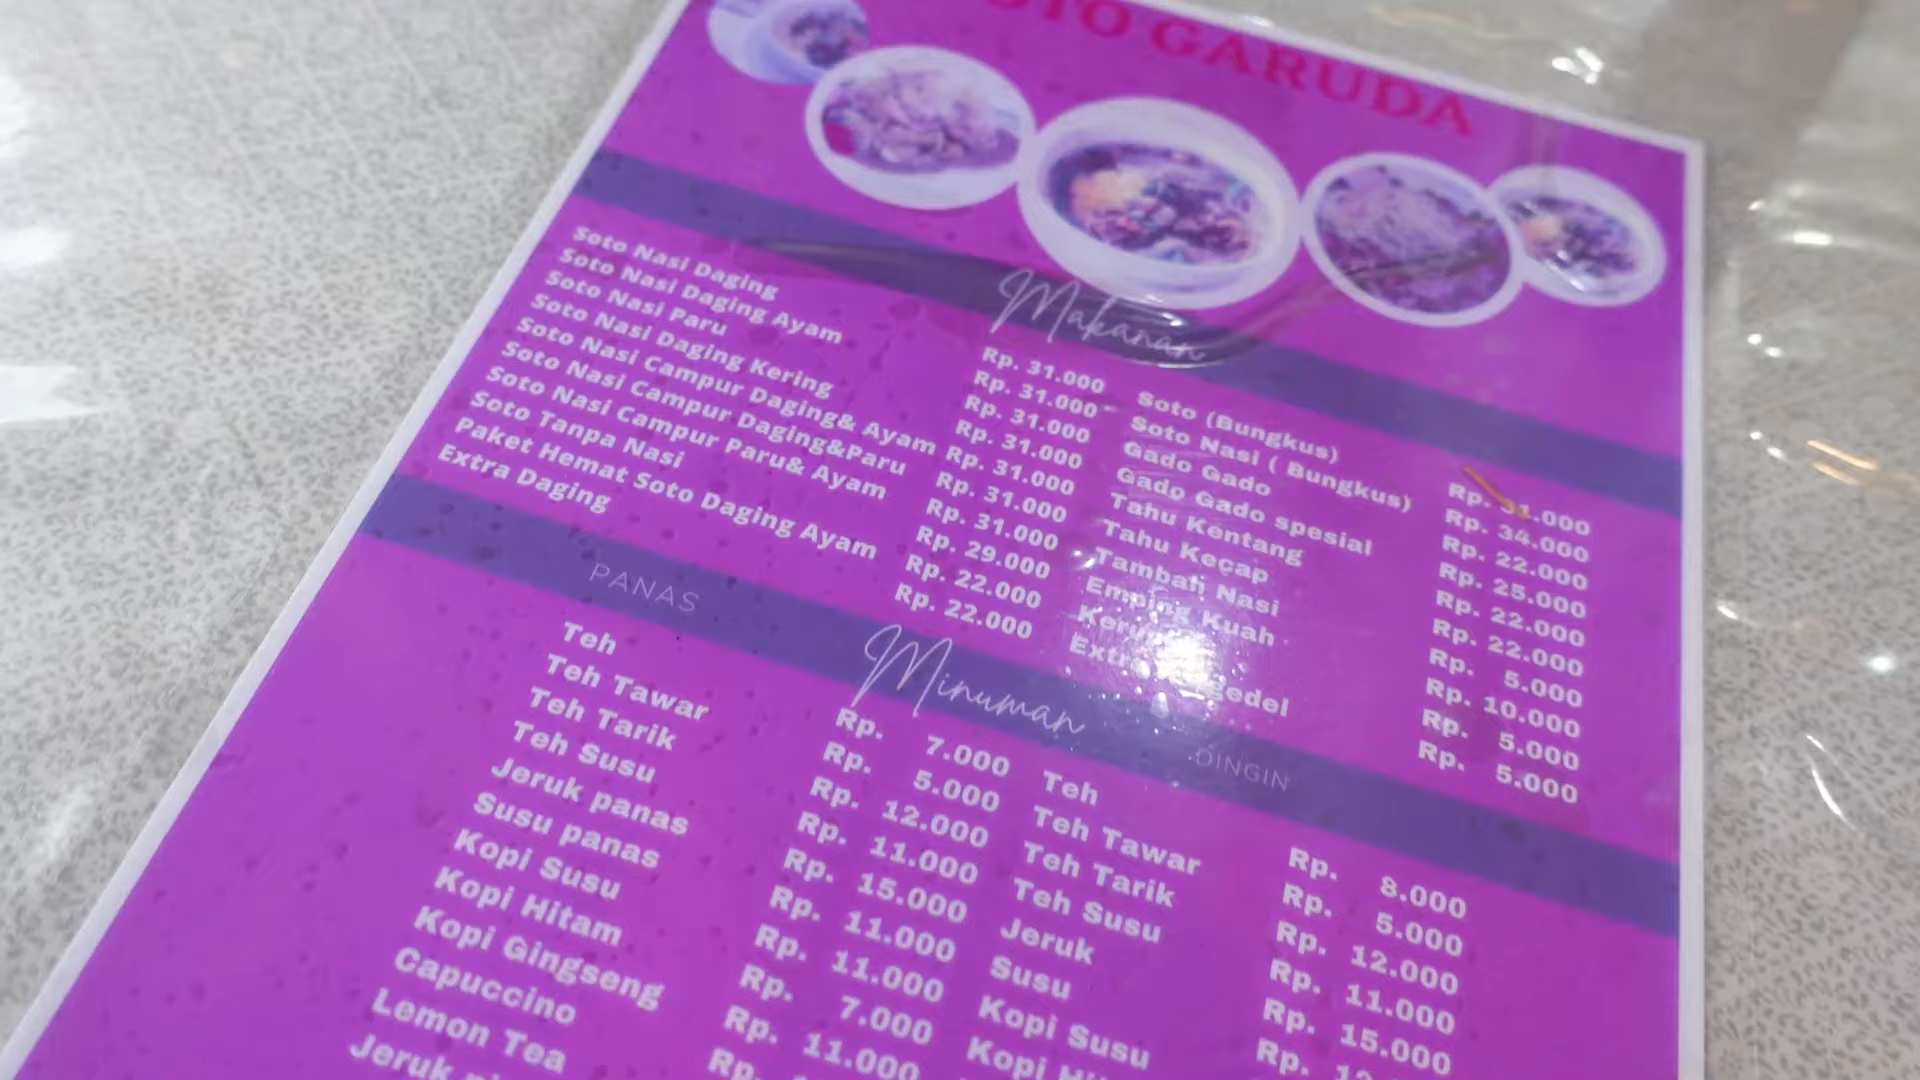 GARUDA
Makanan
Soto Nasi Daging Rp. 31.000
Soto Nasi Daging Ayam Rp. 31.000
Soto Nasi Paru Rp. 31.000
Soto Nasi Daging Kering Rp. 31.000
Soto Nasi Campur Daging& Ayam Rp. 31.000
Soto Nasi Campur Daging&Paru Rp. 31.000
Soto Nasi Campur Paru& Ayam Rp. 31.000
Soto Tanpa Nasi Rp. 29.000
Paket Hemat Soto Daging Ayam Rp. 22.000
Extra Daging Rp. 22.000
Soto (Bungkus) Rp. 31.000
Soto Nasi ( Bungkus) Rp. 34.000
Gado Gado Rp. 22.000
Gado Gado spesial Rp. 25.000
Tahu Kentang Rp. 22.000
Tahu Kecap Rp. 22.000
Tambah Nasi Rp. 5.000
Emping Kuah Rp. 10.000
Rp. 5.000
Rp. 5.000
Minuman
PANAS
Teh Rp. 7.000
Teh Tawar Rp. 5.000
Teh Tarik Rp. 12.000
Teh Susu Rp. 11.000
Jeruk panas Rp. 15.000
Susu panas Rp. 11.000
Kopi Susu Rp. 11.000
Kopi Hitam Rp. 7.000
Kopi Gingseng Rp. 11.000
Capuccino Rp.
Lemon Tea
Jeruk
DINGIN
Teh Rp. 8.000
Teh Tawar Rp. 5.000
Teh Tarik Rp. 12.000
Teh Susu Rp. 11.000
Jeruk Rp. 15.000
Susu Rp.
Kopi Susu
Kopi